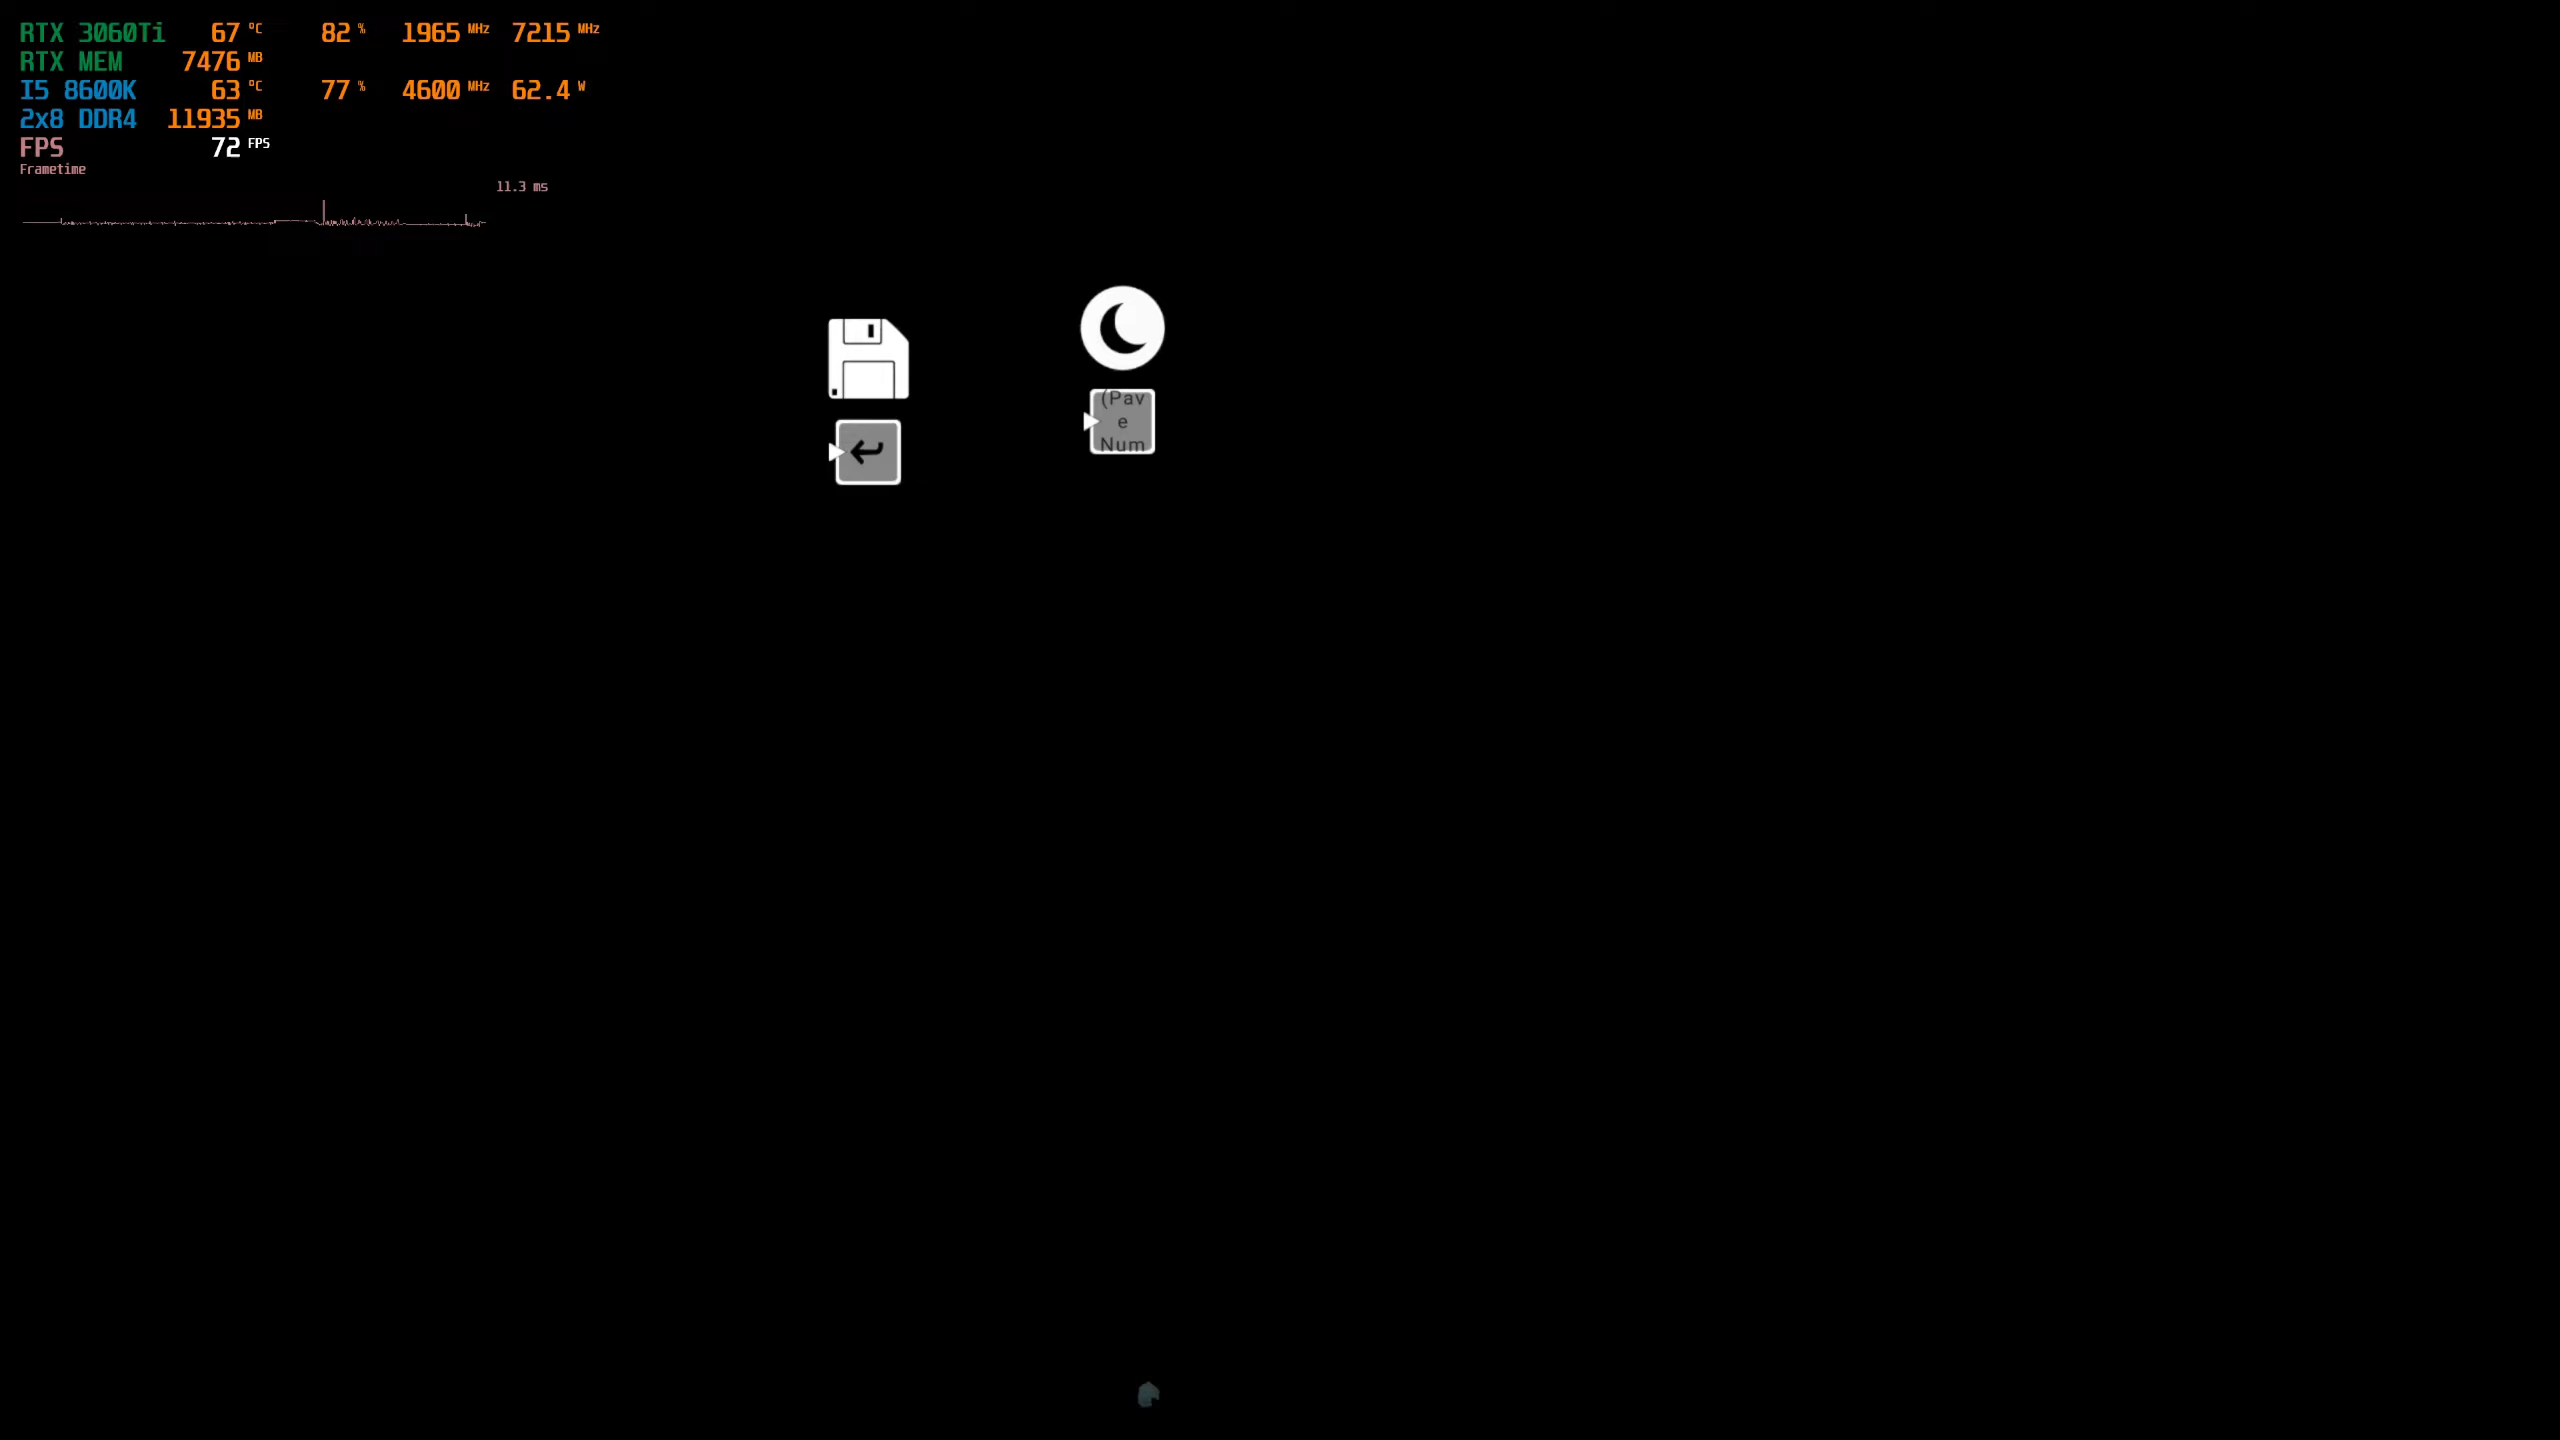 RTX 3060Ti 67 °C 82 % 1965 MHz 7215 MHz
RTX MEM 7476 MB
I5 8600K 63 °C 77 % 4600 MHz 62.4 W
2x8 DDR4 11935 MB
FPS 72 FPS
Frametime
11.3 ms
(Pav
e
Num